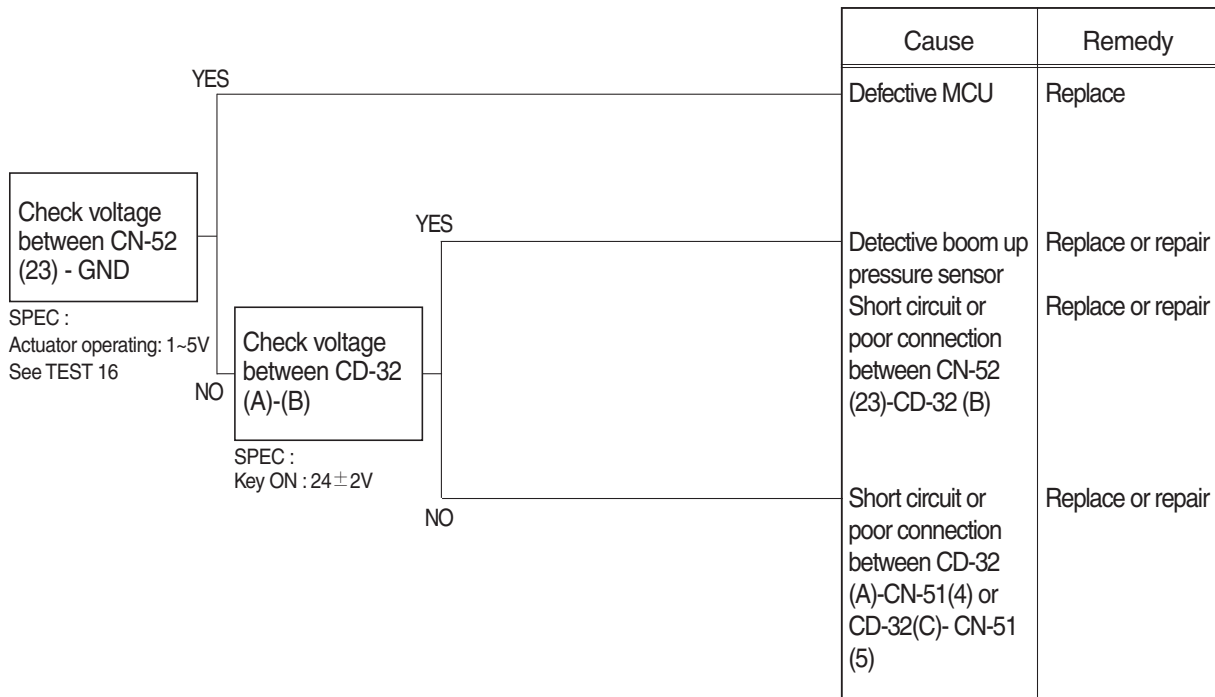 Cause
Remedy
YES
Defective MCU
Replace
Check voltage
between CN-52
(23) - GND
SPEC :
Actuator operating: 1~5V
See TEST 16
YES
Detective boom up
pressure sensor
Replace or repair
Short circuit or
poor connection
between CN-52
(23)-CD-32 (B)
Replace or repair
NO
Check voltage
between CD-32
(A)-(B)
SPEC :
Key ON : 24±2V
NO
Short circuit or
poor connection
between CD-32
(A)-CN-51(4) or
CD-32(C)- CN-51
(5)
Replace or repair